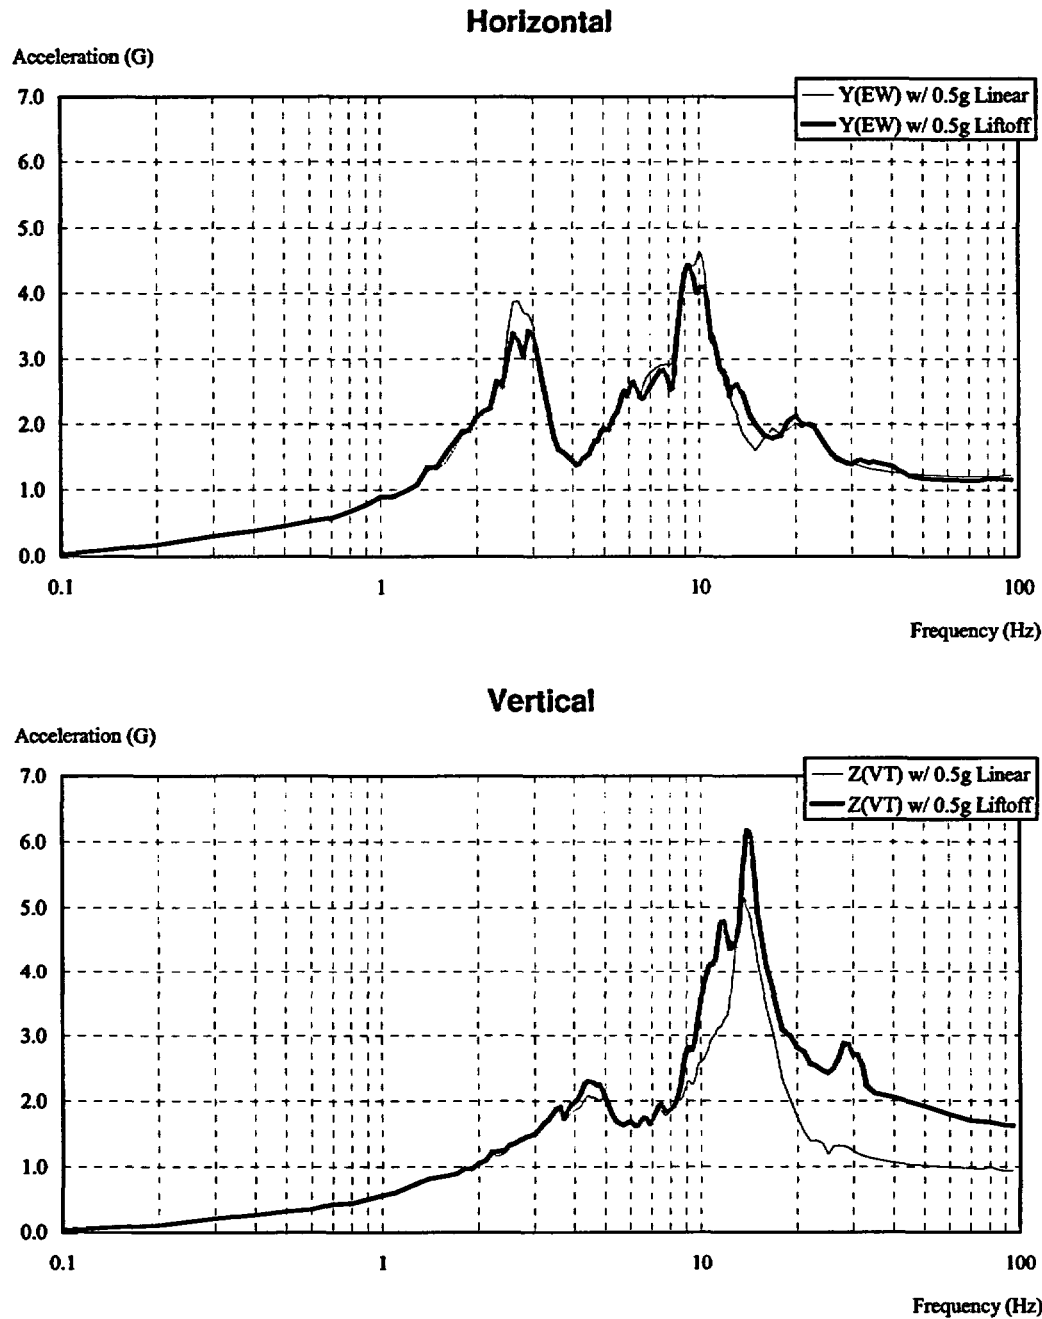 Horizontal
Acceleration (G)
Y(EW) w/ 0.5g Linear
Y(EW) w/ 0.5g Liftoff
7.0
6.0
5.0
4.0
3.0
2.0
1.0
0.0
0.1 1 10 100
Frequency (Hz)
Vertical
Acceleration (G)
Z(VT) w/ 0.5g Linear
Z(VT) w/ 0.5g Liftoff
7.0
6.0
5.0
4.0
3.0
2.0
1.0
0.0
0.1 1 10 100
Frequency (Hz)